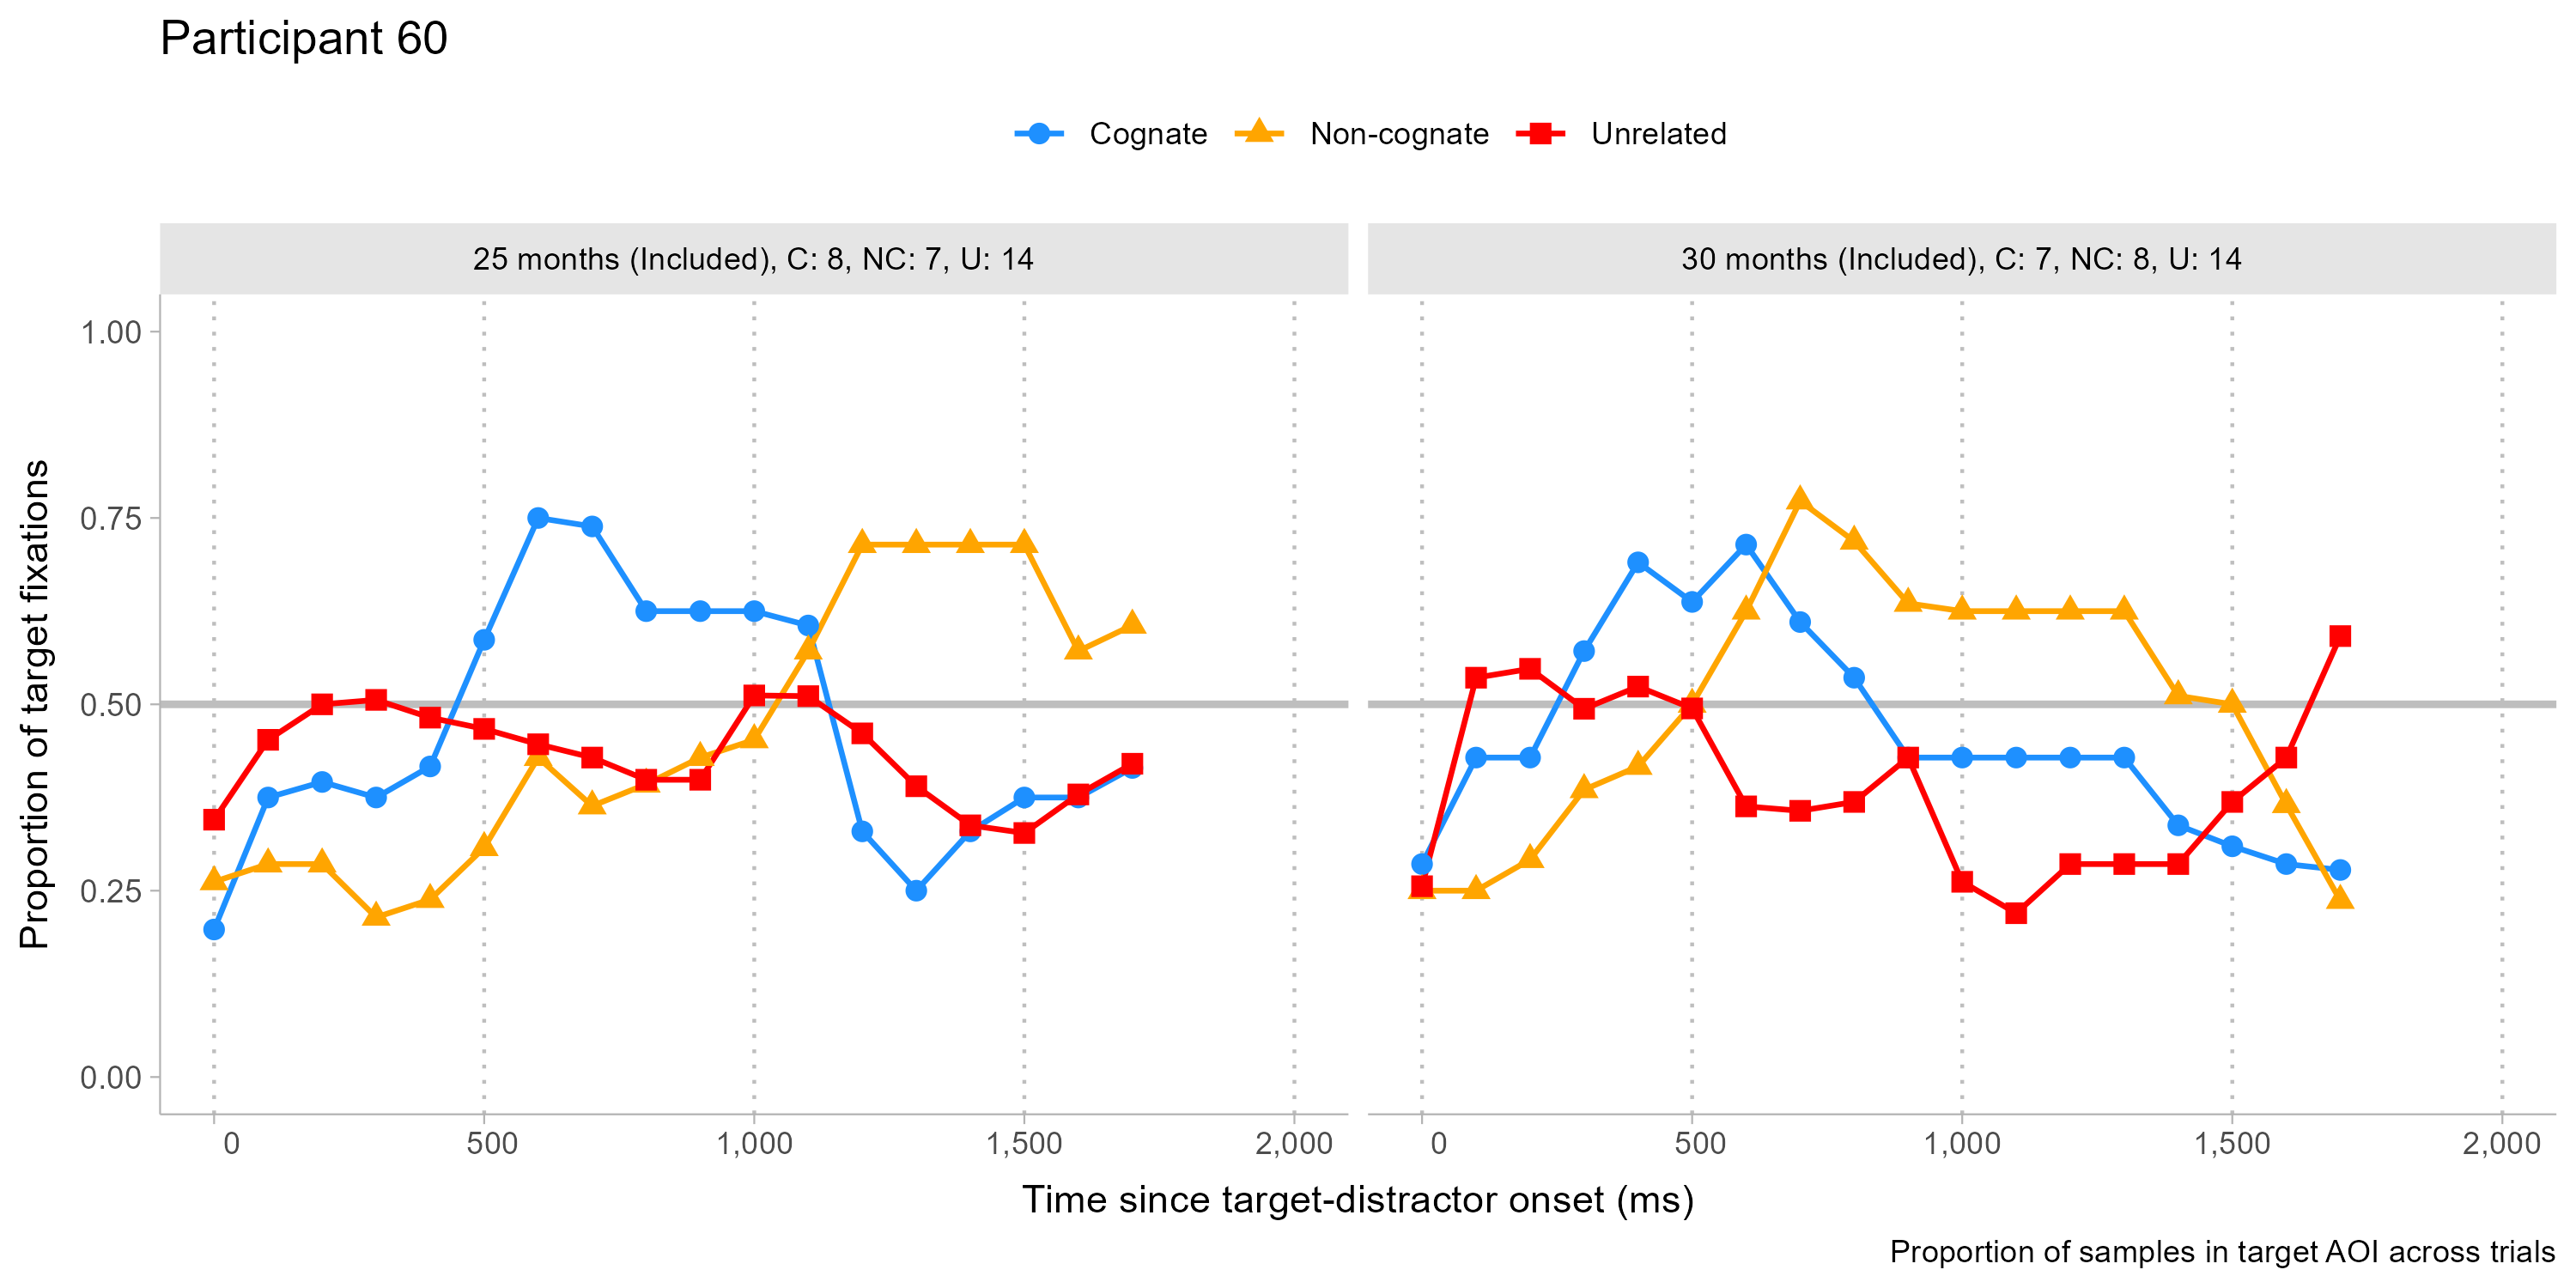 Participant 60
Cognate Non-cognate Unrelated
25 months (Included), C: 8, NC: 7, U: 14
30 months (Included), C: 7, NC: 8, U: 14
Proportion of target fixations
1.00
0.75
0.50
0.25
0.00
0 500 1,000 1,500 2,000
0 500 1,000 1,500 2,000
Time since target-distractor onset (ms)
Proportion of samples in target AOI across trials